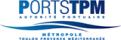 PORTSTPM
AUTORITÉ PORTUAIRE
MÉTROPOLE
TOULON PROVENCE MÉDITERRANÉE